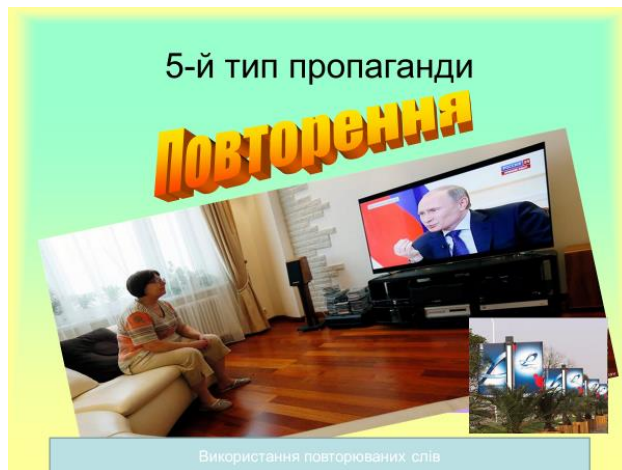 5-й тип пропаганди
Повторення
Використання повторюваних слів